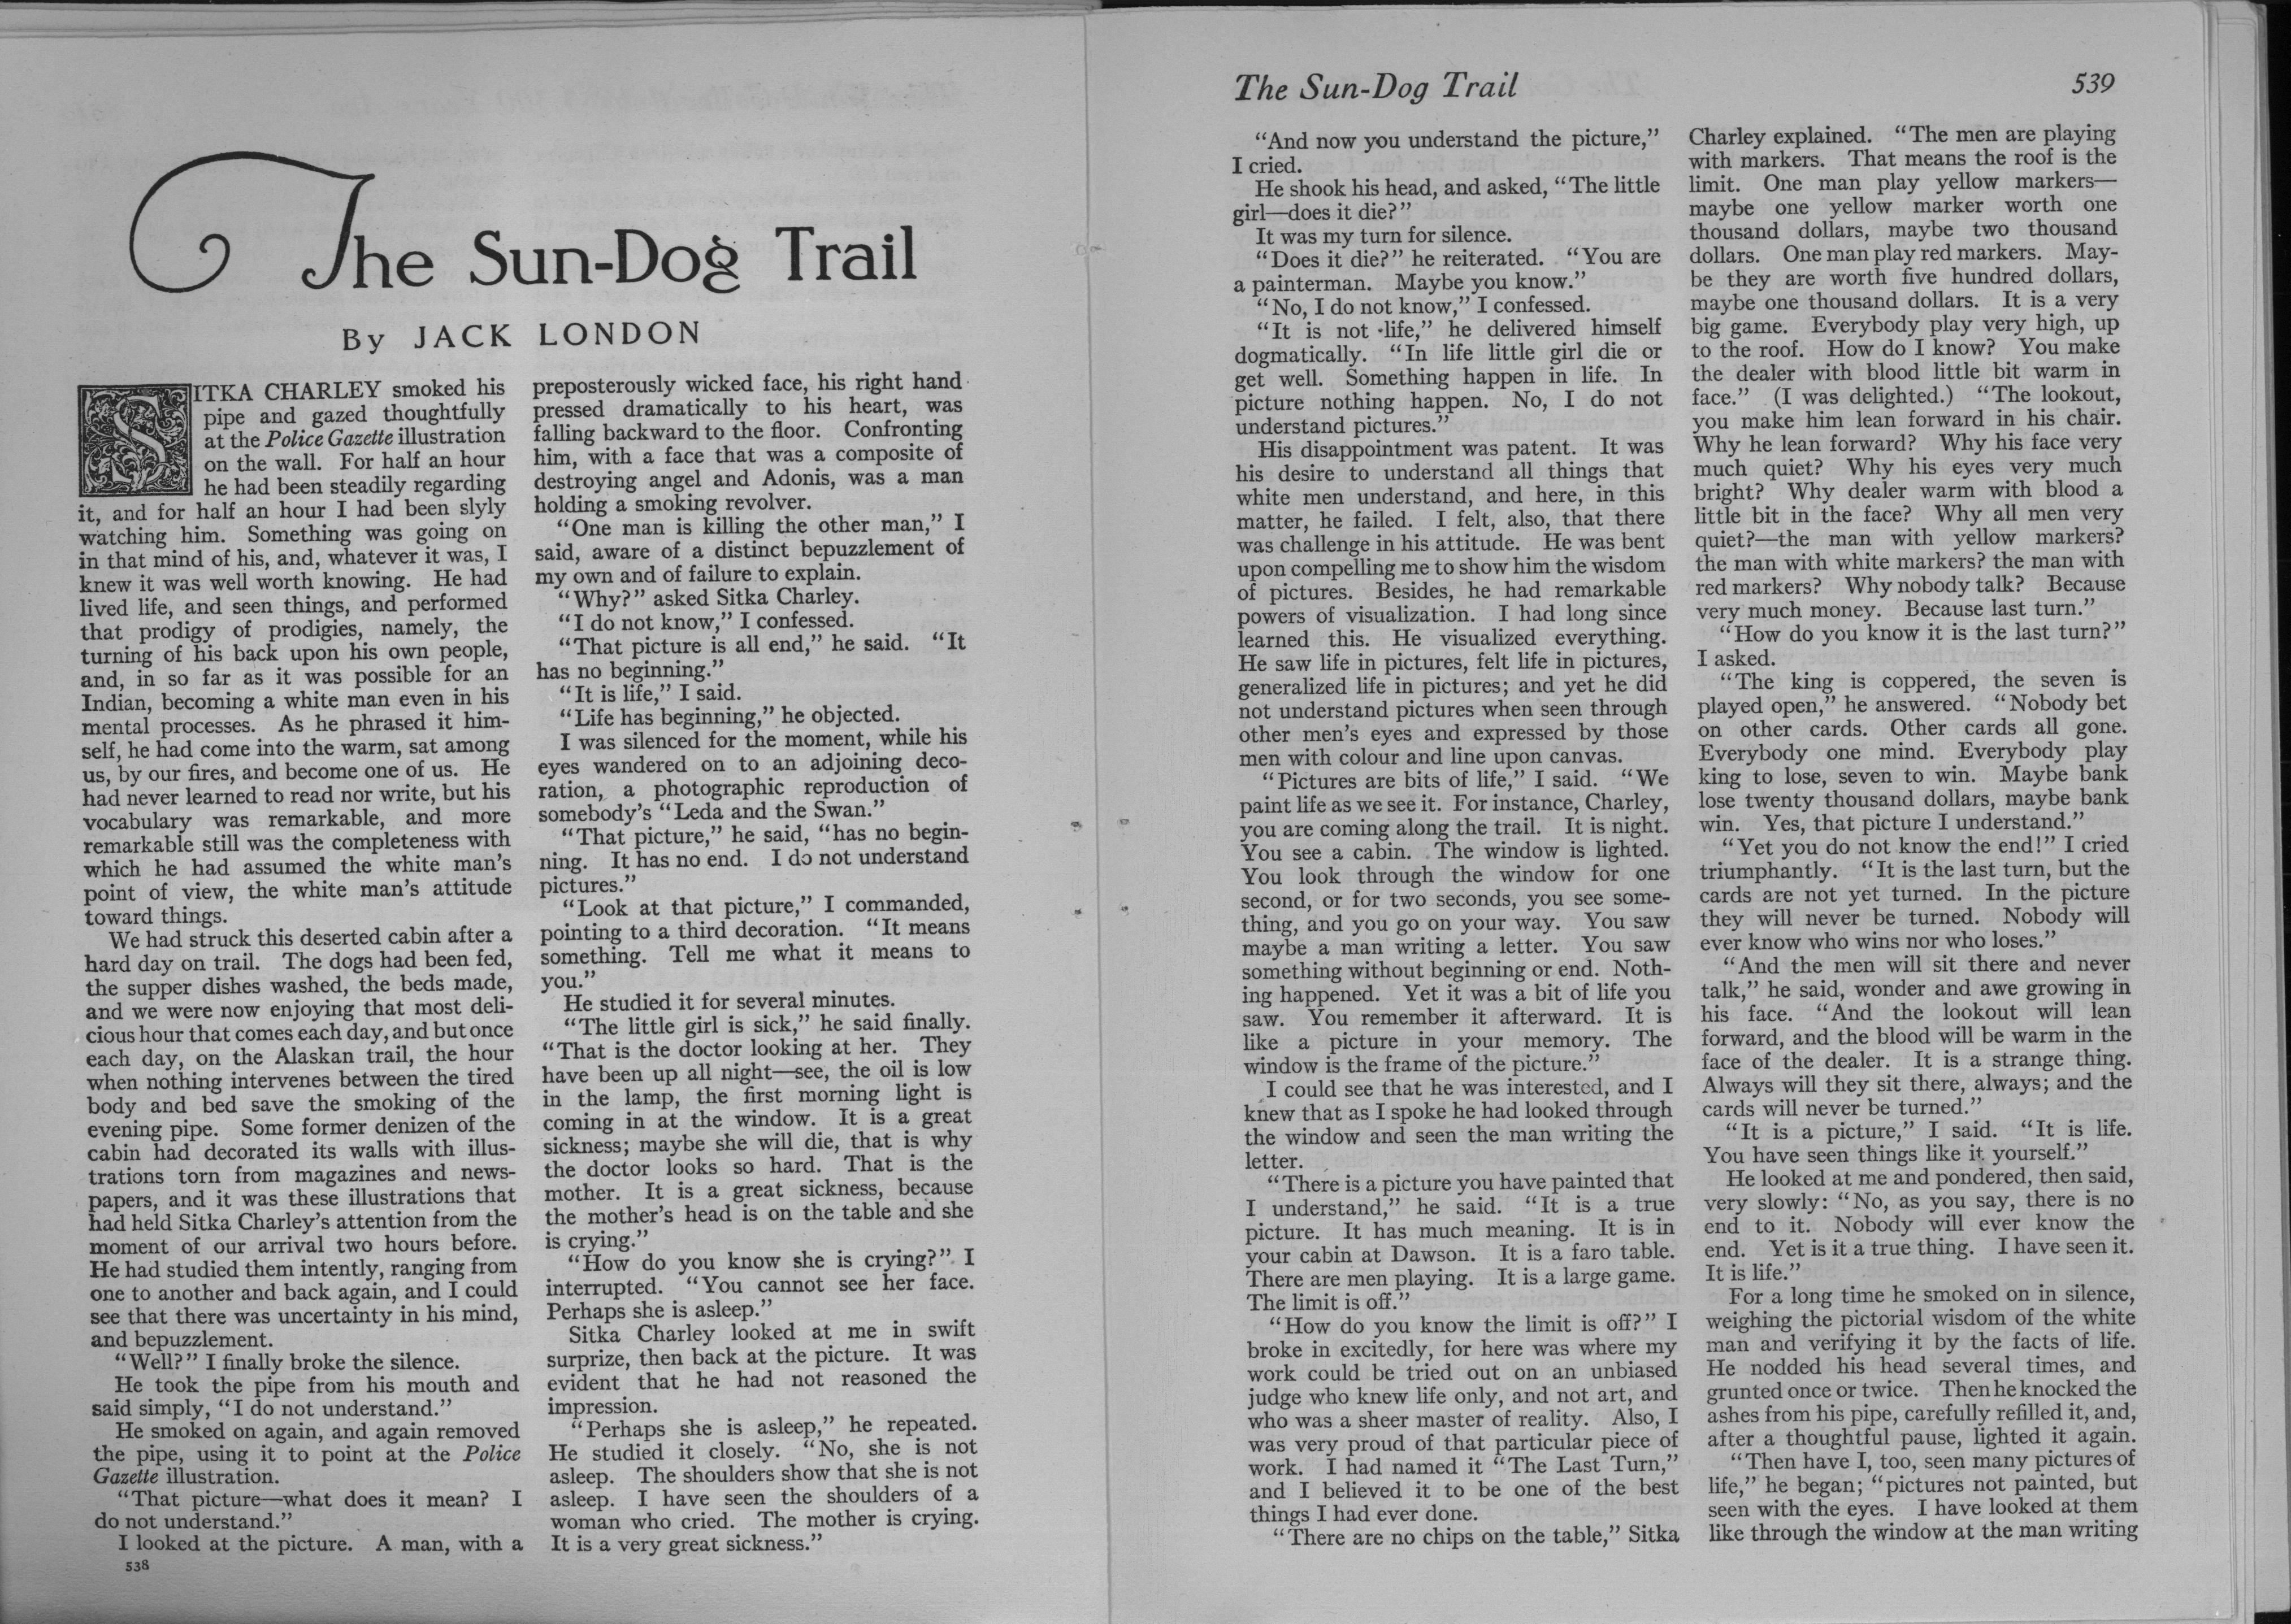 The Sun-Dog Trail
By JACK LONDON
SITKA CHARLEY smoked his
pipe and gazed thoughtfully
at the Police Gazette illustration
on the wall. For half an hour
he had been steadily regarding
it, and for half an hour I had been slyly
watching him. Something was going on
in that mind of his, and, whatever it was, I
knew it was well worth knowing. He had
lived life, and seen things, and performed
that prodigy of prodigies, namely, the
turning of his back upon his own people,
and, in so far as it was possible for an
Indian, becoming a white man even in his
mental processes. As he phrased it him-
self, he had come into the warm, sat among
us, by our fires, and become one of us. He
had never learned to read nor write, but his
vocabulary was remarkable, and more
remarkable still was the completeness with
which he had assumed the white man's
point of view, the white man's attitude
toward things.
We had struck this deserted cabin after a
hard day on trail. The dogs had been fed,
the supper dishes washed, the beds made,
and we were now enjoying that most deli-
cious hour that comes each day, and but once
each day, on the Alaskan trail, the hour
when nothing intervenes between the tired
body and bed save the smoking of the
evening pipe. Some former denizen of the
cabin had decorated its walls with illus-
trations torn from magazines and news-
papers, and it was these illustrations that
had held Sitka Charley's attention from the
moment of our arrival two hours before.
He had studied them intently, ranging from
one to another and back again, and I could
see that there was uncertainty in his mind,
and bepuzzlement.
"Well?" I finally broke the silence.
He took the pipe from his mouth and
said simply, "I do not understand."
He smoked on again, and again removed
the pipe, using it to point at the Police
Gazette illustration.
"That picture—what does it mean? I
do not understand."
I looked at the picture. A man, with a
538
preposterously wicked face, his right hand
pressed dramatically to his heart, was
falling backward to the floor. Confronting
him, with a face that was a composite of
destroying angel and Adonis, was a man
holding a smoking revolver.
"One man is killing the other man," I
said, aware of a distinct bepuzzlement of
my own and of failure to explain.
"Why?" asked Sitka Charley.
"I do not know," I confessed.
"That picture is all end," he said. "It
has no beginning."
"It is life," I said.
"Life has beginning," he objected.
I was silenced for the moment, while his
eyes wandered on to an adjoining deco-
ration, a photographic reproduction of
somebody's "Leda and the Swan."
"That picture," he said, "has no begin-
ning. It has no end. I do not understand
pictures."
"Look at that picture," I commanded,
pointing to a third decoration. "It means
something. Tell me what it means to
you."
He studied it for several minutes.
"The little girl is sick," he said finally.
"That is the doctor looking at her. They
have been up all night—see, the oil is low
in the lamp, the first morning light is
coming in at the window. It is a great
sickness; maybe she will die, that is why
the doctor looks so hard. That is the
mother. It is a great sickness, because
the mother's head is on the table and she
is crying."
"How do you know she is crying?" I
interrupted. "You cannot see her face.
Perhaps she is asleep."
Sitka Charley looked at me in swift
surprize, then back at the picture. It was
evident that he had not reasoned the
impression.
"Perhaps she is asleep," he repeated.
He studied it closely. "No, she is not
asleep. The shoulders show that she is not
asleep. I have seen the shoulders of a
woman who cried. The mother is crying.
It is a very great sickness."
The Sun-Dog Trail
539
"And now you understand the picture,"
I cried.
He shook his head, and asked, "The little
girl—does it die?"
It was my turn for silence.
"Does it die?" he reiterated. "You are
a painterman. Maybe you know."
"No, I do not know," I confessed.
"It is not life," he delivered himself
dogmatically. "In life little girl die or
get well. Something happen in life. In
picture nothing happen. No, I do not
understand pictures."
His disappointment was patent. It was
his desire to understand all things that
white men understand, and here, in this
matter, he failed. I felt, also, that there
was challenge in his attitude. He was bent
upon compelling me to show him the wisdom
of pictures. Besides, he had remarkable
powers of visualization. I had long since
learned this. He visualized everything.
He saw life in pictures, felt life in pictures,
generalized life in pictures; and yet he did
not understand pictures when seen through
other men's eyes and expressed by those
men with colour and line upon canvas.
"Pictures are bits of life," I said. "We
paint life as we see it. For instance, Charley,
you are coming along the trail. It is night.
You see a cabin. The window is lighted.
You look through the window for one
second, or for two seconds, you see some-
thing, and you go on your way. You saw
maybe a man writing a letter. You saw
something without beginning or end. Noth-
ing happened. Yet it was a bit of life you
saw. You remember it afterward. It is
like a picture in your memory. The
window is the frame of the picture."
I could see that he was interested, and I
knew that as I spoke he had looked through
the window and seen the man writing the
letter.
"There is a picture you have painted that
I understand," he said. "It is a true
picture. It has much meaning. It is in
your cabin at Dawson. It is a faro table.
There are men playing. It is a large game.
The limit is off."
"How do you know the limit is off?" I
broke in excitedly, for here was where my
work could be tried out on an unbiased
judge who knew life only, and not art, and
who was a sheer master of reality. Also, I
was very proud of that particular piece of
work. I had named it "The Last Turn,"
and I believed it to be one of the best
things I had ever done.
"There are no chips on the table," Sitka
Charley explained. "The men are playing
with markers. That means the roof is the
limit. One man play yellow markers—
maybe one yellow marker worth one
thousand dollars, maybe two thousand
dollars. One man play red markers. May-
be they are worth five hundred dollars,
maybe one thousand dollars. It is a very
big game. Everybody play very high, up
to the roof. How do I know? You make
the dealer with blood little bit warm in
face." (I was delighted.) "The lookout,
you make him lean forward in his chair.
Why he lean forward? Why his face very
much quiet? Why his eyes very much
bright? Why dealer warm with blood a
little bit in the face? Why all men very
quiet?—the man with yellow markers?
the man with white markers? the man with
red markers? Why nobody talk? Because
very much money. Because last turn."
"How do you know it is the last turn?"
I asked.
"The king is coppered, the seven is
played open," he answered. "Nobody bet
on other cards. Other cards all gone.
Everybody one mind. Everybody play
king to lose, seven to win. Maybe bank
lose twenty thousand dollars, maybe bank
win. Yes, that picture I understand."
"Yet you do not know the end!" I cried
triumphantly. "It is the last turn, but the
cards are not yet turned. In the picture
they will never be turned. Nobody will
ever know who wins nor who loses."
"And the men will sit there and never
talk," he said, wonder and awe growing in
his face. "And the lookout will lean
forward, and the blood will be warm in the
face of the dealer. It is a strange thing.
Always will they sit there, always; and the
cards will never be turned."
"It is a picture," I said. "It is life.
You have seen things like it yourself."
He looked at me and pondered, then said,
very slowly: "No, as you say, there is no
end to it. Nobody will ever know the
end. Yet is it a true thing. I have seen it.
It is life."
For a long time he smoked on in silence,
weighing the pictorial wisdom of the white
man and verifying it by the facts of life.
He nodded his head several times, and
grunted once or twice. Then he knocked the
ashes from his pipe, carefully refilled it, and,
after a thoughtful pause, lighted it again.
"Then have I, too, seen many pictures of
life," he began; "pictures not painted, but
seen with the eyes. I have looked at them
like through the window at the man writing